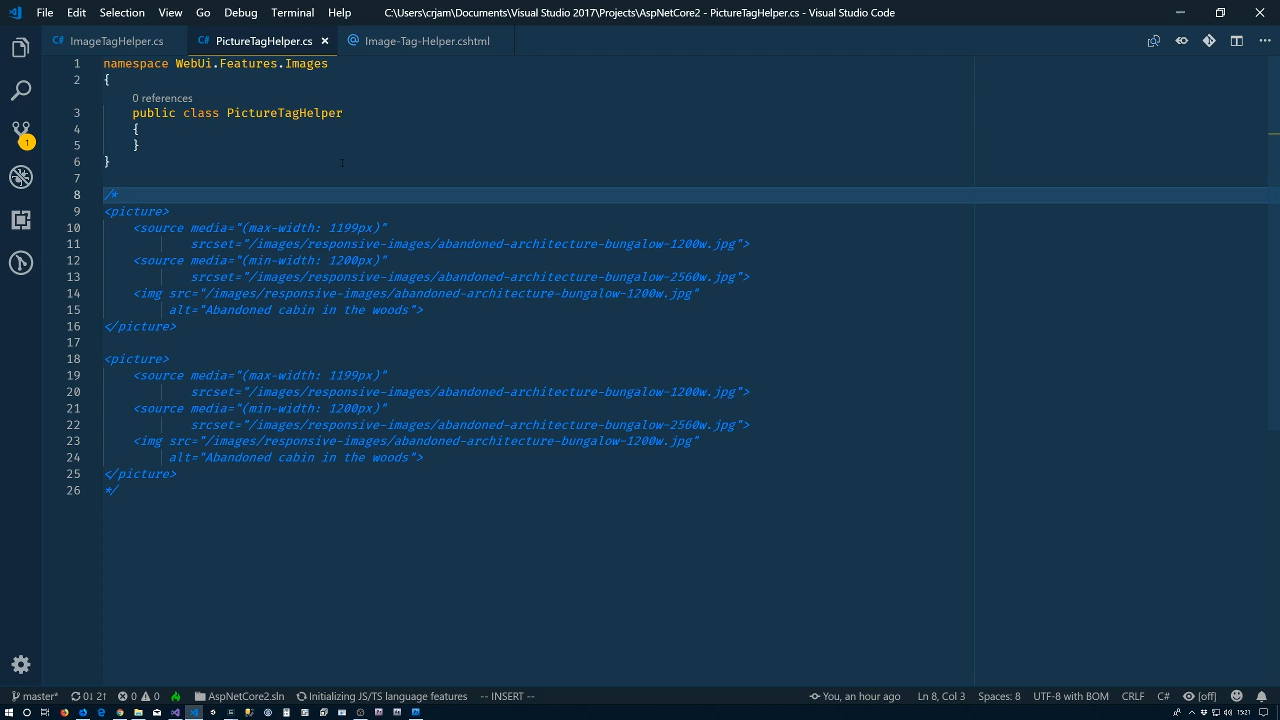 File Edit Selection View Go Debug Terminal Help C:\Users\crjam\Documents\Visual Studio 2017\Projects\AspNetCore2 - PictureTagHelper.cs - Visual Studio Code
C# ImageTagHelper.cs C# PictureTagHelper.cs @ Image-Tag-Helper.cshtml
1 namespace WebUi.Features.Images
2 {
0 references
3 public class PictureTagHelper
4 {
5 }
6 }
7
8 /*
9 <picture>
10 <source media="(max-width: 1199px)"
11 srcset="/images/responsive-images/abandoned-architecture-bungalow-1200w.jpg">
12 <source media="(min-width: 1200px)"
13 srcset="/images/responsive-images/abandoned-architecture-bungalow-2560w.jpg">
14 <img src="/images/responsive-images/abandoned-architecture-bungalow-1200w.jpg"
15 alt="Abandoned cabin in the woods">
16 </picture>
17
18 <picture>
19 <source media="(max-width: 1199px)"
20 srcset="/images/responsive-images/abandoned-architecture-bungalow-1200w.jpg">
21 <source media="(min-width: 1200px)"
22 srcset="/images/responsive-images/abandoned-architecture-bungalow-2560w.jpg">
23 <img src="/images/responsive-images/abandoned-architecture-bungalow-1200w.jpg"
24 alt="Abandoned cabin in the woods">
25 </picture>
26 */
1
master* 0↓ 2↑ 0 0 AspNetCore2.sln Initializing JS/TS language features -- INSERT -- You, an hour ago Ln 8, Col 3 Spaces: 8 UTF-8 with BOM CRLF C# [off]
15:21